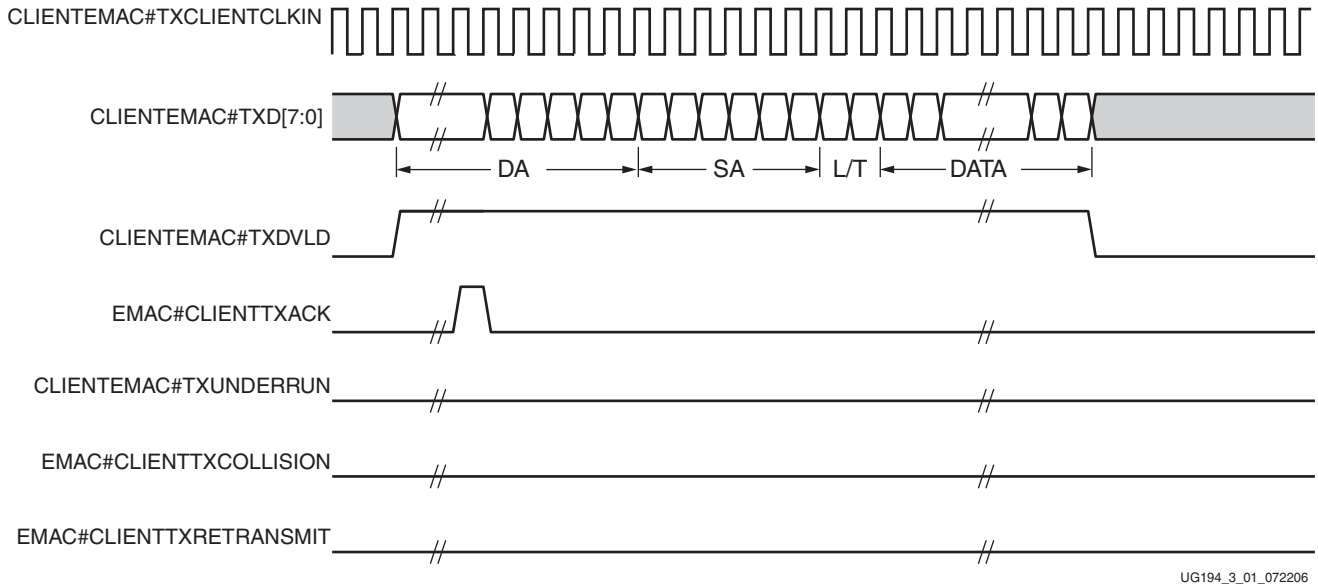 CLIENTEMAC#TXCLIENTCLKIN
CLIENTEMAC#TXD[7:0]
DA SA L/T DATA
CLIENTEMAC#TXDVLD
EMAC#CLIENTTXACK
CLIENTEMAC#TXUNDERRUN
EMAC#CLIENTTXCOLLISION
EMAC#CLIENTTXRETRANSMIT
UG194_3_01_072206